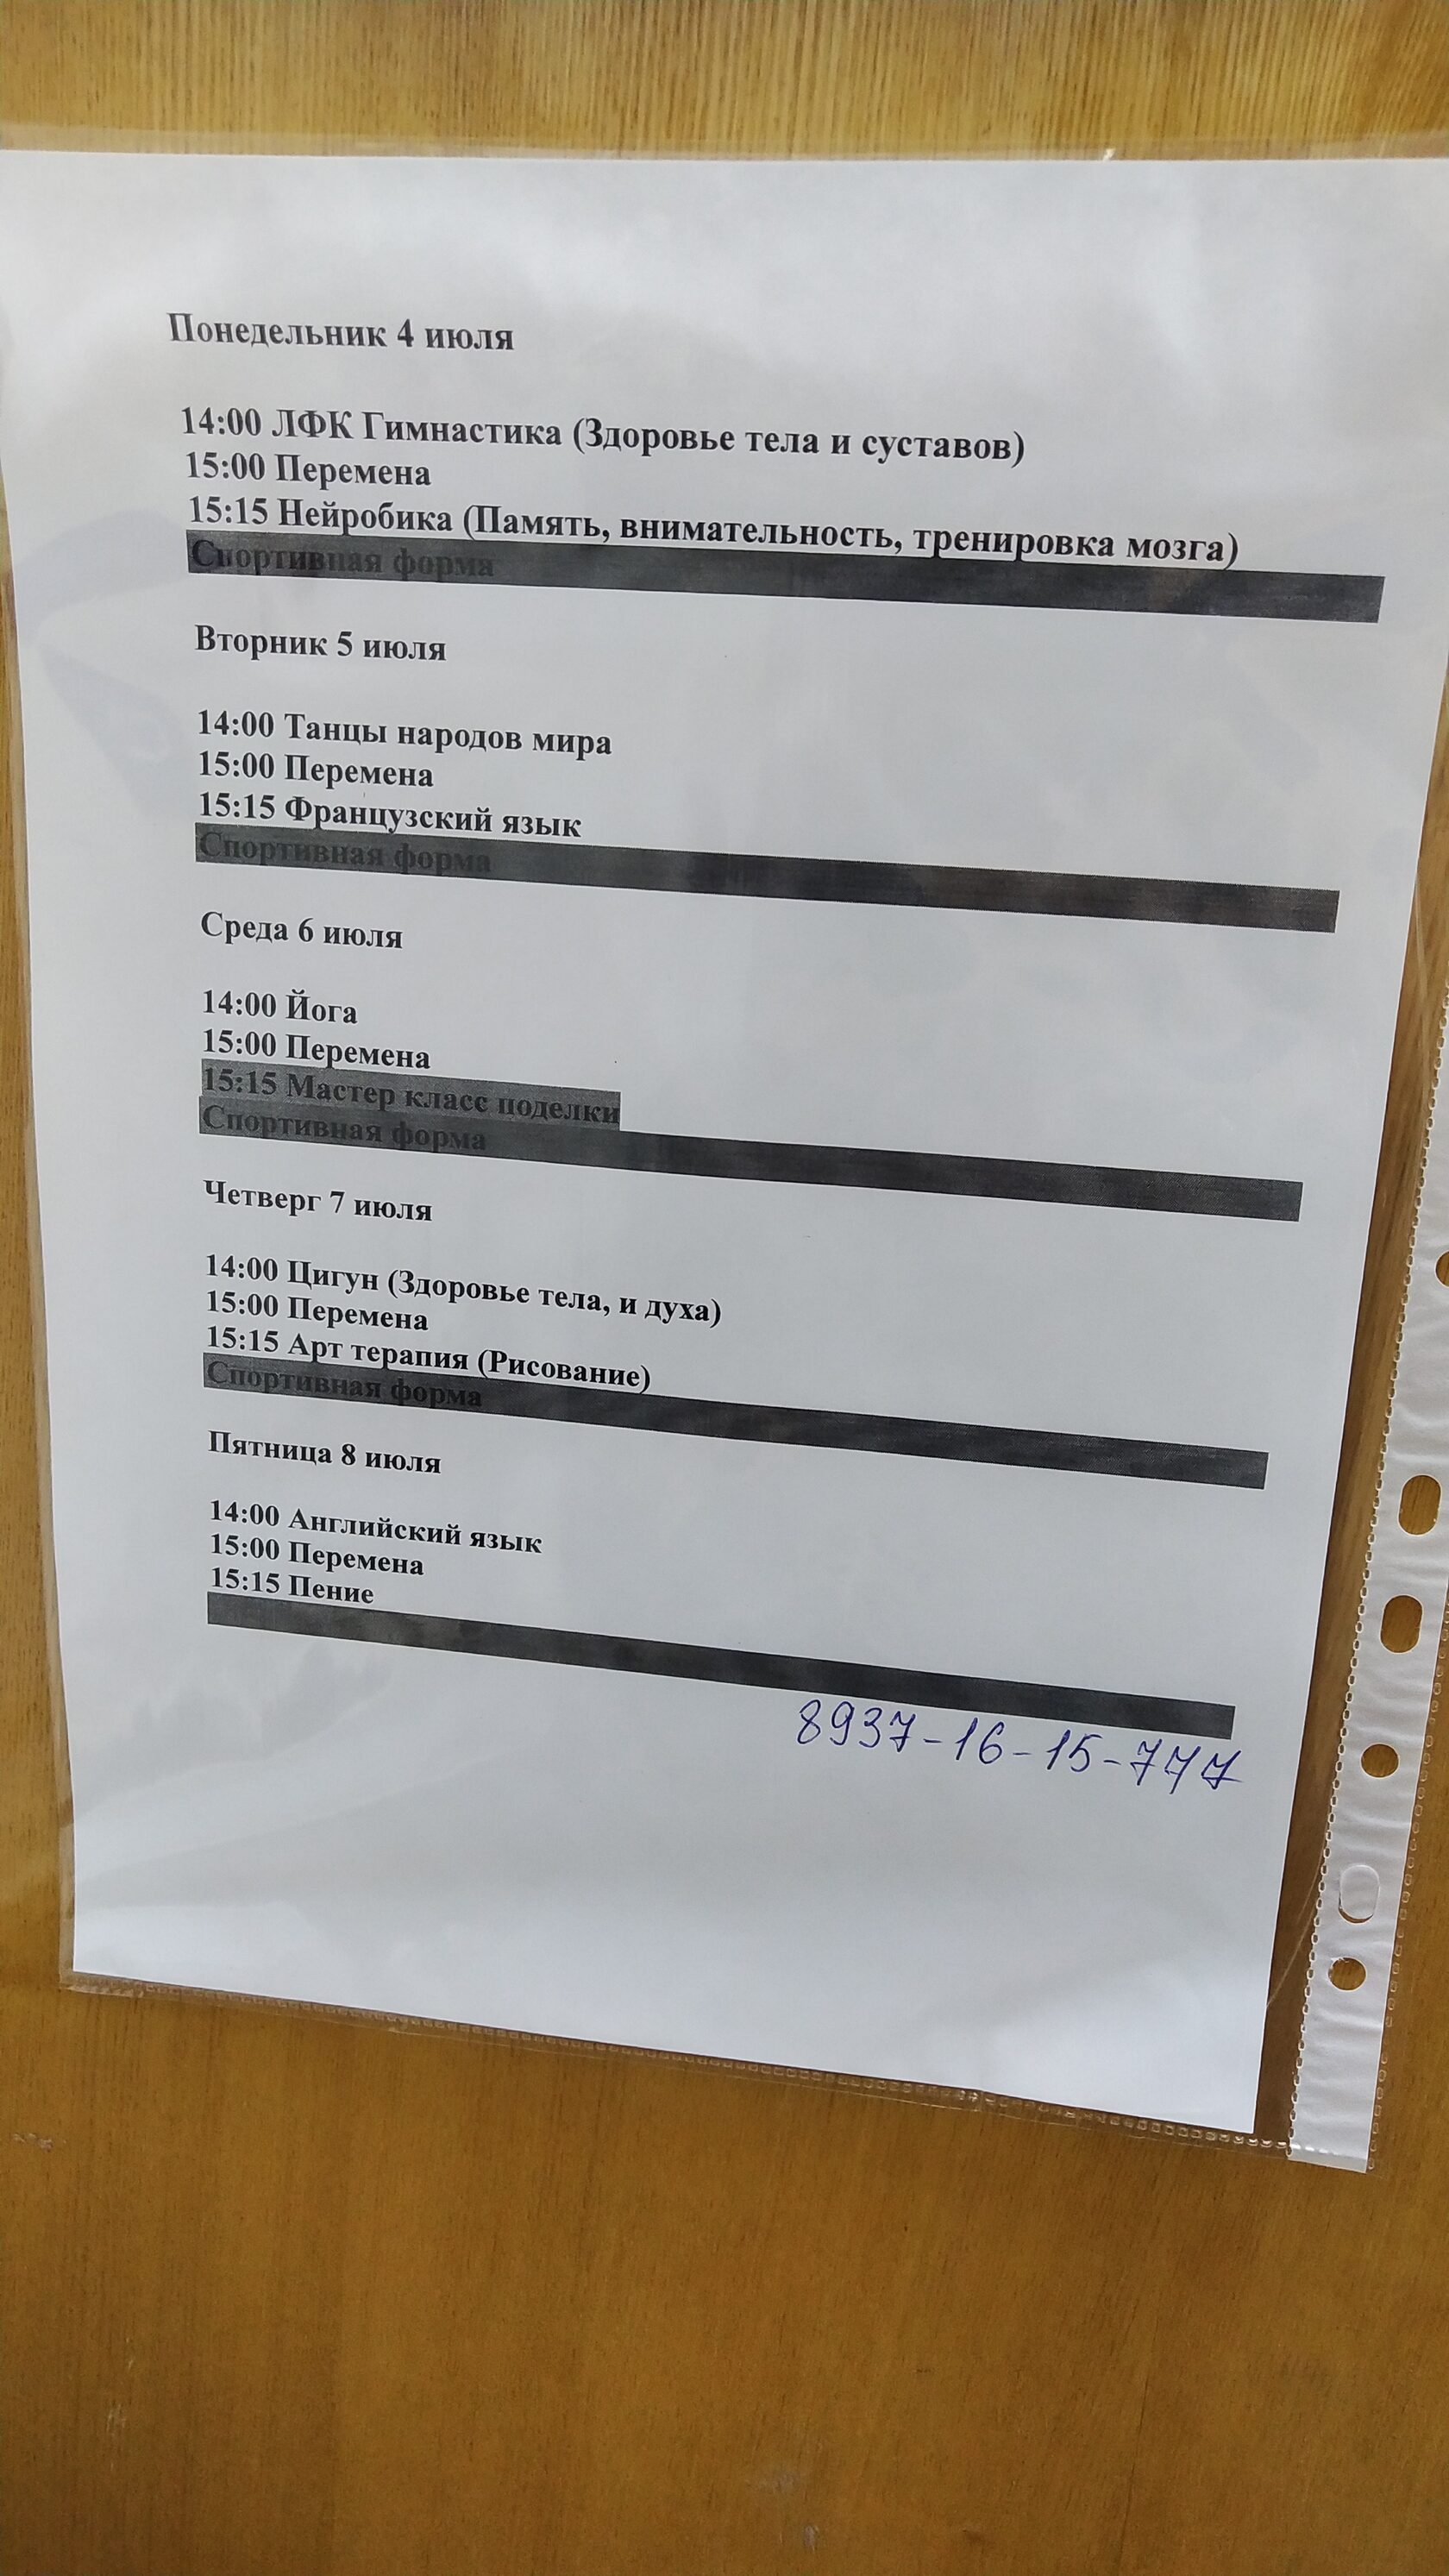 Понедельник 4 июля
14:00 ЛФК Гимнастика (Здоровье тела и суставов)
15:00 Перемена
15:15 Нейробика (Память, внимательность, тренировка мозга)
Спортивная форма
Вторник 5 июля
14:00 Танцы народов мира
15:00 Перемена
15:15 Французский язык
Спортивная форма
Среда 6 июля
14:00 Йога
15:00 Перемена
15:15 Мастер класс поделки
Спортивная форма
Четверг 7 июля
14:00 Цигун (Здоровье тела, и духа)
15:00 Перемена
15:15 Арт терапия (Рисование)
Спортивная форма
Пятница 8 июля
14:00 Английский язык
15:00 Перемена
15:15 Пение
8937-16-15-777